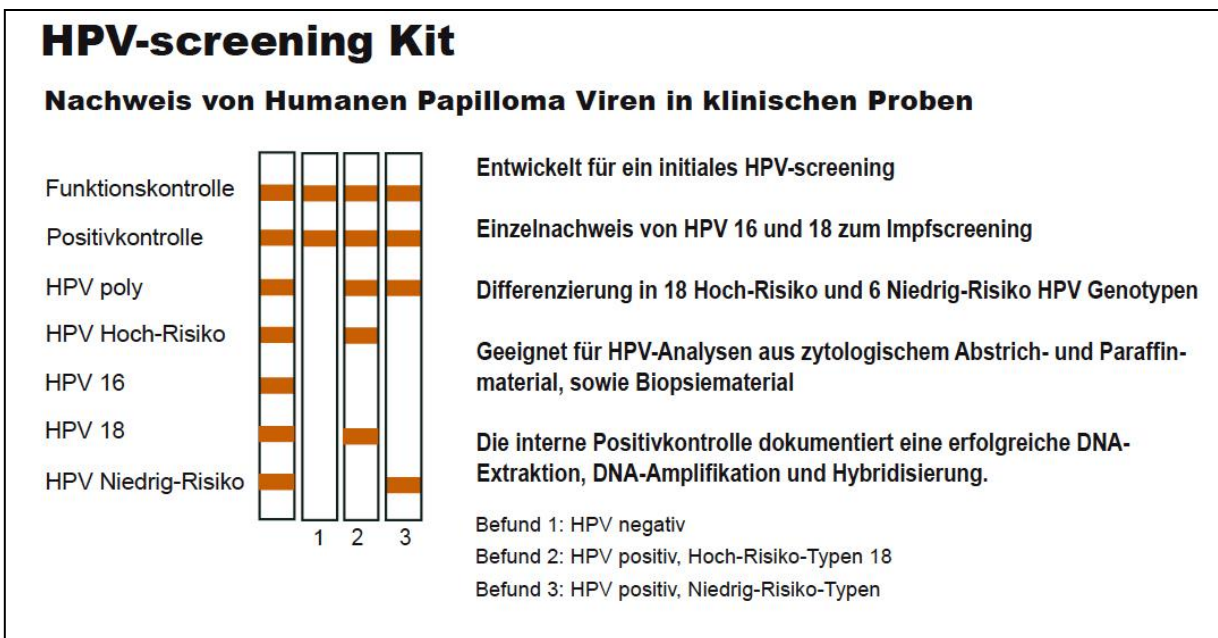 HPV-screening Kit
Nachweis von Humanen Papilloma Viren in klinischen Proben
Funktionskontrolle
Positivkontrolle
HPV poly
HPV Hoch-Risiko
HPV 16
HPV 18
HPV Niedrig-Risiko
1 2 3
Entwickelt für ein initiales HPV-screening
Einzelnachweis von HPV 16 und 18 zum Impfscreening
Differenzierung in 18 Hoch-Risiko und 6 Niedrig-Risiko HPV Genotypen
Geeignet für HPV-Analysen aus zytologischem Abstrich- und Paraffin-
material, sowie Biopsiematerial
Die interne Positivkontrolle dokumentiert eine erfolgreiche DNA-
Extraktion, DNA-Amplifikation und Hybridisierung.
Befund 1: HPV negativ
Befund 2: HPV positiv, Hoch-Risiko-Typen 18
Befund 3: HPV positiv, Niedrig-Risiko-Typen